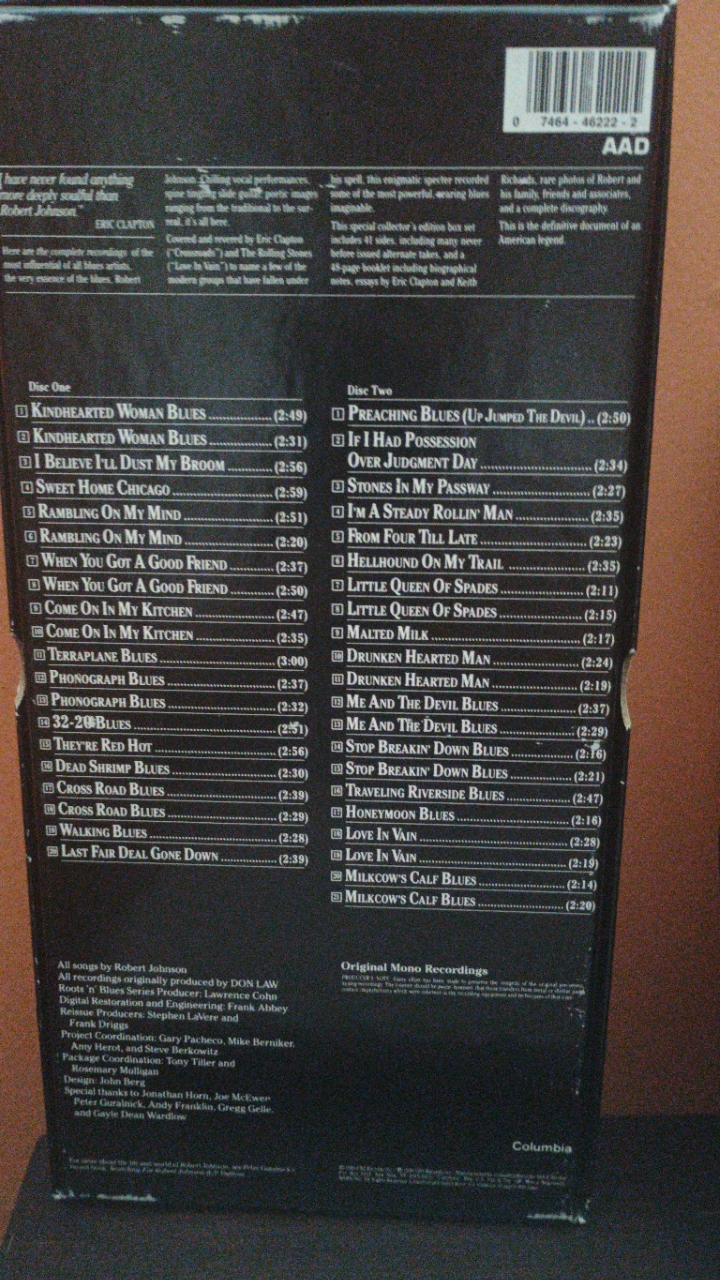 0 7464 - 46222 - 2
AAD
I have never found anything
more deeply soulful than
Robert Johnson."
ERIC CLAPTON
Here are the complete recordings of the
most influential of all blues artists,
the very essence of the blues. Robert
Johnson. Chilling vocal performances,
spine tingling slide guitar, poetic images
ranging from the traditional to the sur-
real, it's all here.
Covered and revered by Eric Clapton
("Crossroads") and The Rolling Stones
("Love In Vain") to name a few of the
modern groups that have fallen under
his spell, this enigmatic specter recorded
some of the most powerful, searing blues
imaginable.
This special collector's edition box set
includes 41 sides, including many never
before issued alternate takes, and a
48-page booklet including biographical
notes, essays by Eric Clapton and Keith
Richards, rare photos of Robert and
his family, friends and associates,
and a complete discography.
This is the definitive document of an
American legend.
Disc One
1 KINDHEARTED WOMAN BLUES (2:49)
2 KINDHEARTED WOMAN BLUES (2:31)
3 I BELIEVE I'LL DUST MY BROOM (2:56)
4 SWEET HOME CHICAGO (2:59)
5 RAMBLING ON MY MIND (2:51)
6 RAMBLING ON MY MIND (2:20)
7 WHEN YOU GOT A GOOD FRIEND (2:37)
8 WHEN YOU GOT A GOOD FRIEND (2:50)
9 COME ON IN MY KITCHEN (2:47)
10 COME ON IN MY KITCHEN (2:35)
11 TERRAPLANE BLUES (3:00)
12 PHONOGRAPH BLUES (2:37)
13 PHONOGRAPH BLUES (2:32)
14 32-20 BLUES (2:51)
15 THEY'RE RED HOT (2:56)
16 DEAD SHRIMP BLUES (2:30)
17 CROSS ROAD BLUES (2:39)
18 CROSS ROAD BLUES (2:29)
19 WALKING BLUES (2:28)
20 LAST FAIR DEAL GONE DOWN (2:39)
Disc Two
1 PREACHING BLUES (UP JUMPED THE DEVIL) (2:50)
2 IF I HAD POSSESSION
OVER JUDGMENT DAY (2:34)
3 STONES IN MY PASSWAY (2:27)
4 I'M A STEADY ROLLIN' MAN (2:35)
5 FROM FOUR TILL LATE (2:23)
6 HELLHOUND ON MY TRAIL (2:35)
7 LITTLE QUEEN OF SPADES (2:11)
8 LITTLE QUEEN OF SPADES (2:15)
9 MALTED MILK (2:17)
10 DRUNKEN HEARTED MAN (2:24)
11 DRUNKEN HEARTED MAN (2:19)
12 ME AND THE DEVIL BLUES (2:37)
13 ME AND THE DEVIL BLUES (2:29)
14 STOP BREAKIN' DOWN BLUES (2:16)
15 STOP BREAKIN' DOWN BLUES (2:21)
16 TRAVELING RIVERSIDE BLUES (2:47)
17 HONEYMOON BLUES (2:16)
18 LOVE IN VAIN (2:28)
19 LOVE IN VAIN (2:19)
20 MILKCOW'S CALF BLUES (2:14)
21 MILKCOW'S CALF BLUES (2:20)
All songs by Robert Johnson
All recordings originally produced by DON LAW
Roots 'n' Blues Series Producer: Lawrence Cohn
Digital Restoration and Engineering: Frank Abbey
Reissue Producers: Stephen LaVere and
Frank Driggs
Project Coordination: Gary Pacheco, Mike Berniker,
Amy Herot, and Steve Berkowitz
Package Coordination: Tony Tiller and
Rosemary Mulligan
Design: John Berg
Special thanks to Jonathan Horn, Joe McEwen
Peter Guralnick, Andy Franklin, Gregg Geller,
and Gayle Dean Wardlow
For more about the life and world of Robert Johnson, see Peter Guralnick's
Original Mono Recordings
Columbia